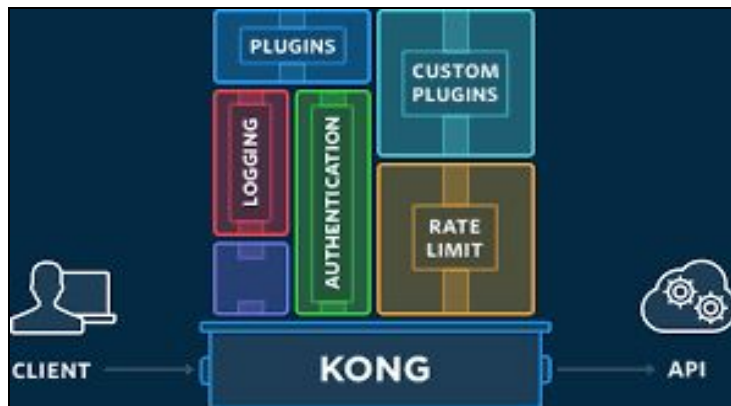 PLUGINS
CUSTOM
PLUGINS
LOGGING
AUTHENTICATION
RATE
LIMIT
CLIENT
KONG
API